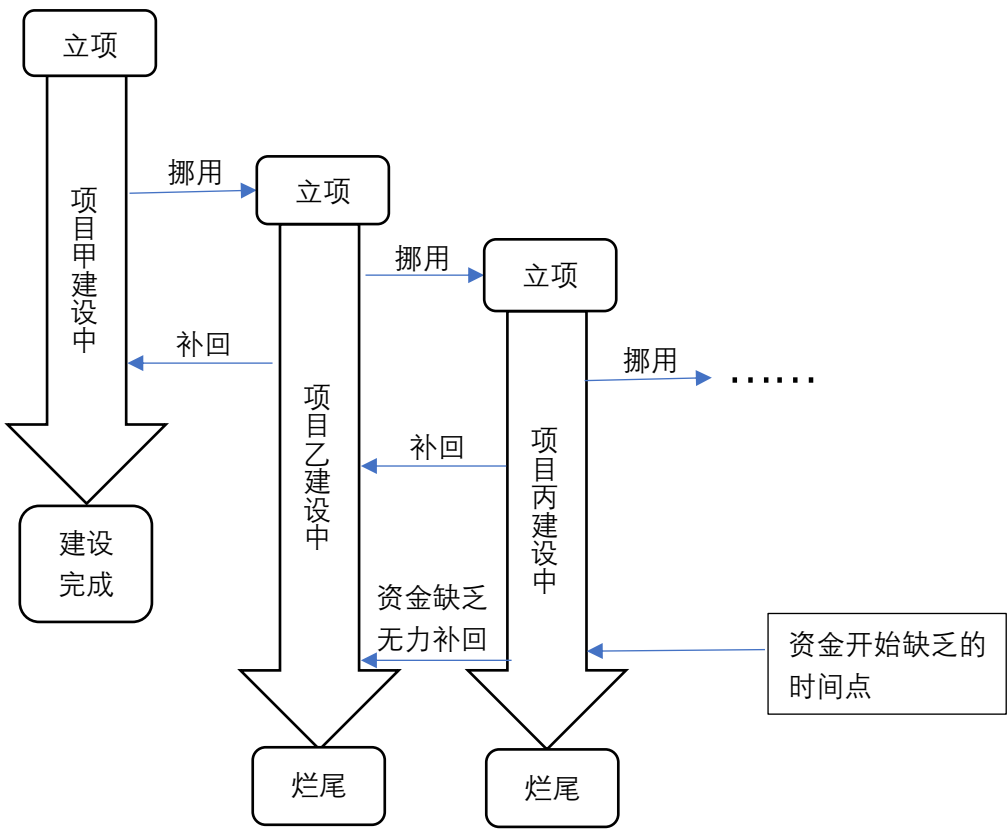 立项
挪用
立项
项目甲建设中
挪用
立项
补回
挪用
......
项目乙建设中
补回
项目丙建设中
建设
完成
资金缺乏
无力补回
资金开始缺乏的
时间点
烂尾
烂尾